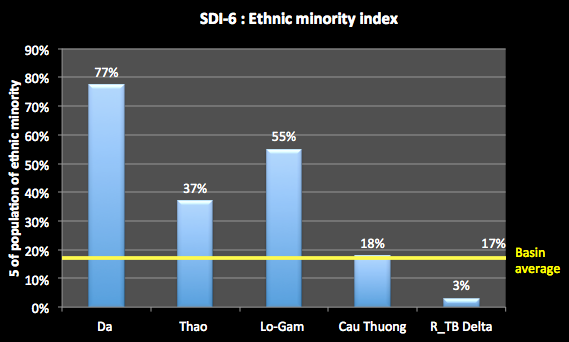 SDI-6 : Ethnic minority index
5 of population of ethnic minority
90%
80%
70%
60%
50%
40%
30%
20%
10%
0%
77%
37%
55%
18%
3%
17%
Basin
average
Da
Thao
Lo-Gam
Cau Thuong
R_TB Delta